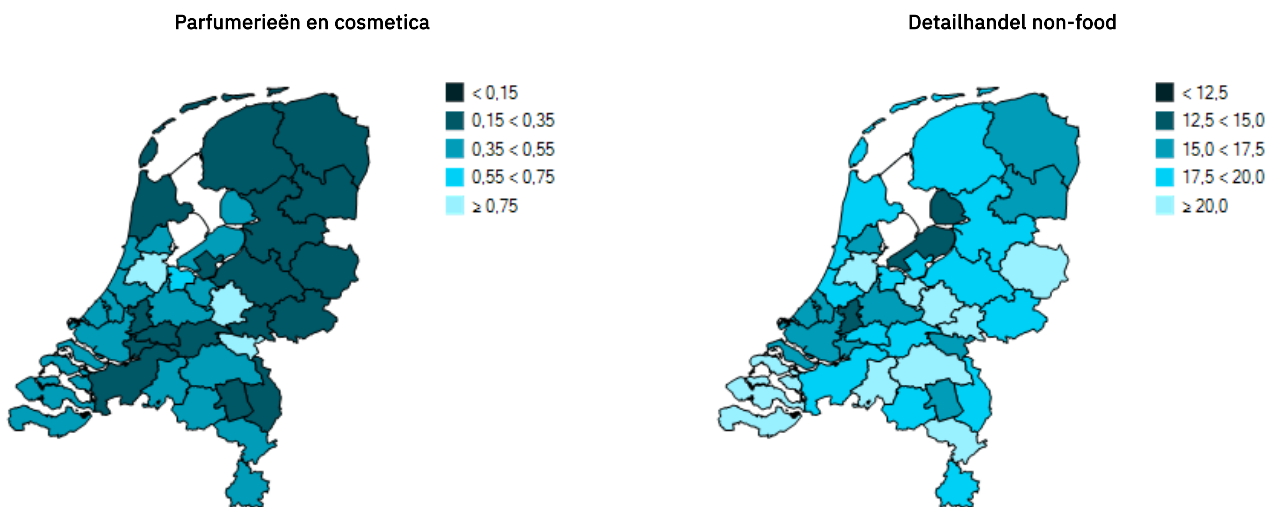 Parfumerieën en cosmetica
< 0,15
0,15 < 0,35
0,35 < 0,55
0,55 < 0,75
≥ 0,75
Detailhandel non-food
< 12,5
12,5 < 15,0
15,0 < 17,5
17,5 < 20,0
≥ 20,0